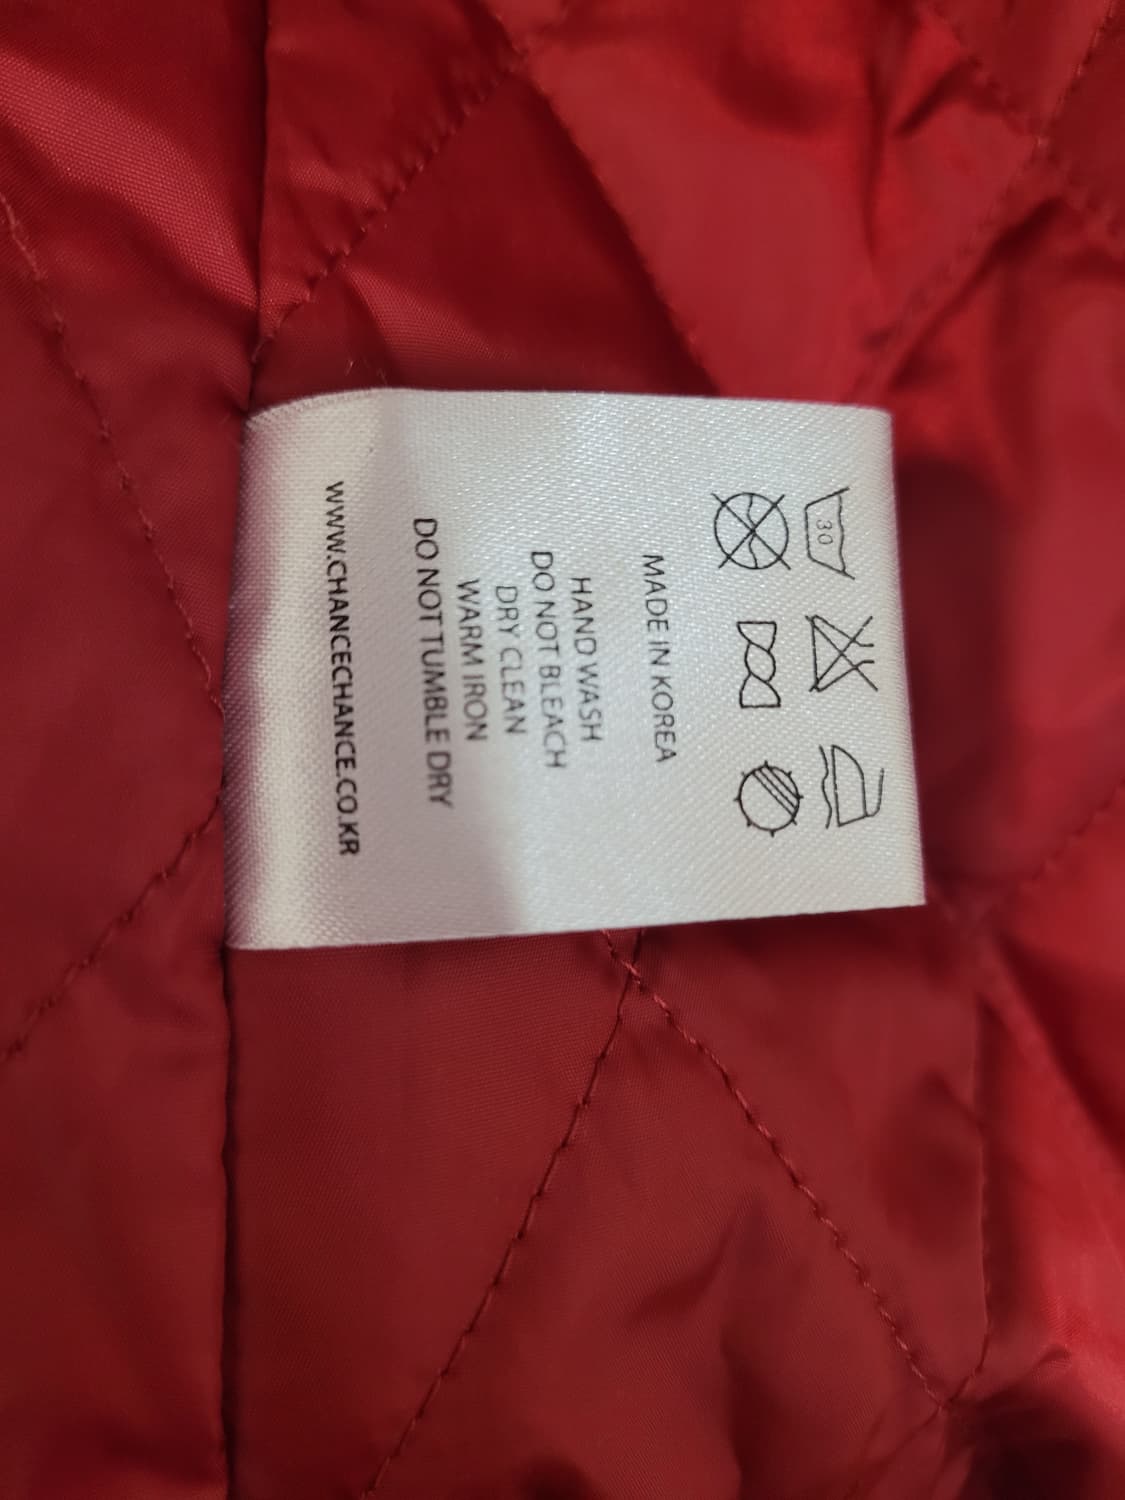 30
MADE IN KOREA
HAND WASH
DO NOT BLEACH
DRY CLEAN
WARM IRON
DO NOT TUMBLE DRY
WWW.CHANCECHANCE.CO.KR